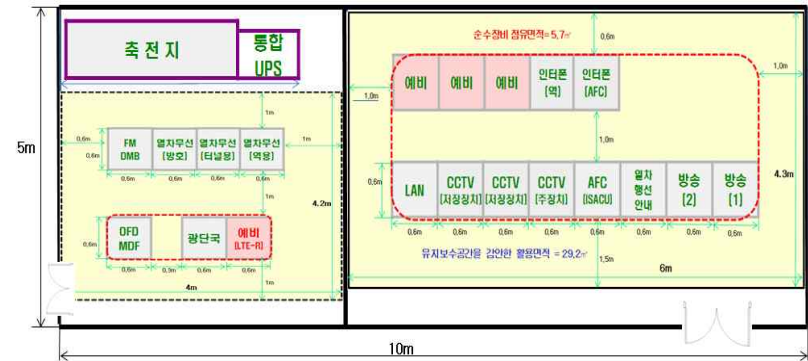 축전지
통합
UPS
5m
1m
0,6m
0,6m
1m
FM
DMB
열차무선
[방호]
열차무선
[터널용]
열차무선
[역용]
0,6m
0,6m
0,6m
0,6m
1m
4.2m
0,6m
OFD
MDF
광단국
예비
(LTE-R)
0,6m
0,3m
0,6m
0,6m
1m
4m
순수장비 점유면적= 5,7㎡
0,6m
1,0m
1,0m
예비
예비
예비
인터폰
[역]
인터폰
[AFC]
1,0m
4.3m
0,6m
LAN
CCTV
[저장장치]
CCTV
[저장장치]
CCTV
[주장치]
AFC
[ISACU]
열차
행선
안내
방송
[2]
방송
[1]
0,6m
0,6m
0,6m
0,6m
0,6m
0,6m
0,6m
0,6m
유지보수공간을 감안한 활용면적 = 29,2㎡
1,5m
6m
10m